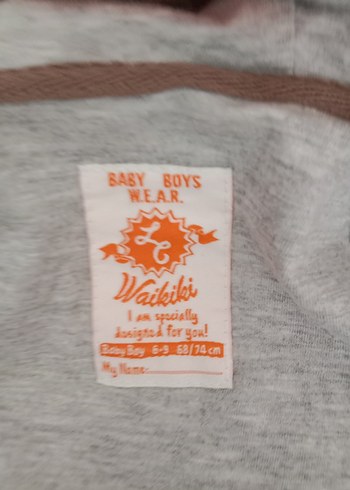 BABY BOYS
W.E.A.R.
LC
Waikiki
I am specially
designed for you!
Baby Boy 6-9 68/74 cm
My Name: